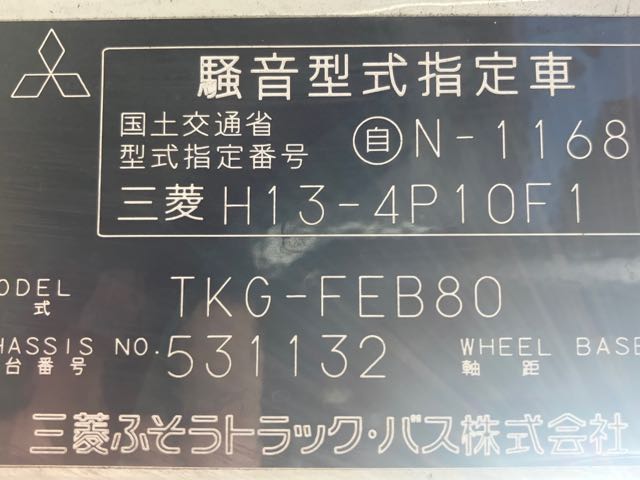 騒音型式指定車
国土交通省
型式指定番号 自 N-1168
三菱 H13-4P10F1
ODEL TKG-FEB80
式
HASSIS NO. 531132 WHEEL BASE
台番号 軸距
三菱ふそうトラック・バス株式会社